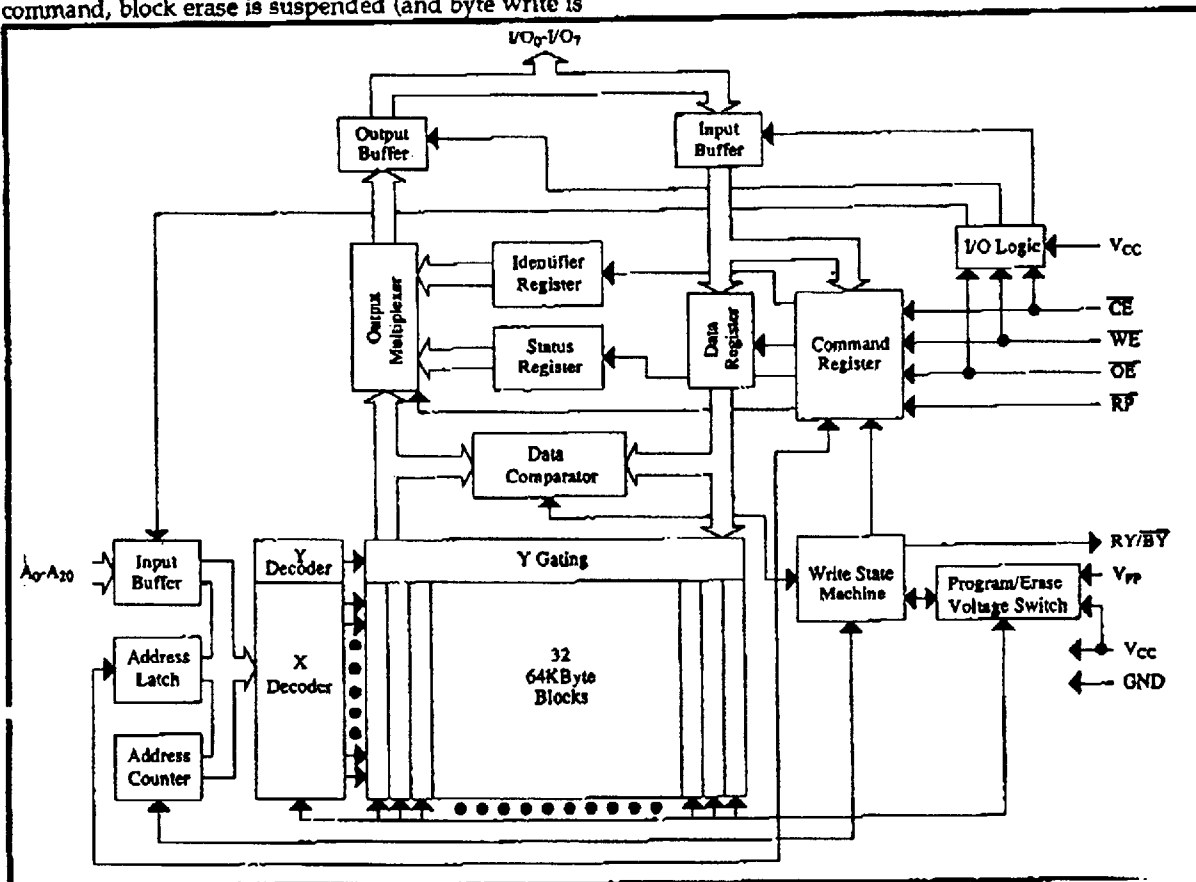 command, block erase is suspended (and byte write is
I/O0-I/O7
Output
Buffer
Input
Buffer
I/O Logic
VCC
Output
Multiplexer
Identifier
Register
Status
Register
Data
Register
Command
Register
CE
WE
OE
RP
Data
Comparator
A0-A20
Input
Buffer
Y
Decoder
Y Gating
Write State
Machine
RY/BY
Program/Erase
Voltage Switch
VPP
VCC
GND
Address
Latch
X
Decoder
32
64KByte
Blocks
Address
Counter